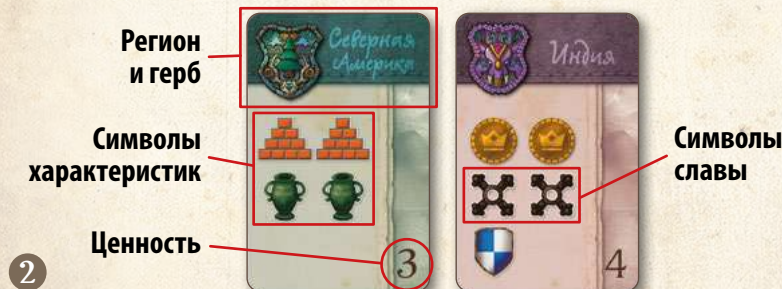 Регион
и герб
Северная
Америка
Индия
Символы
характеристик
Символы
славы
Ценность
3
4
2